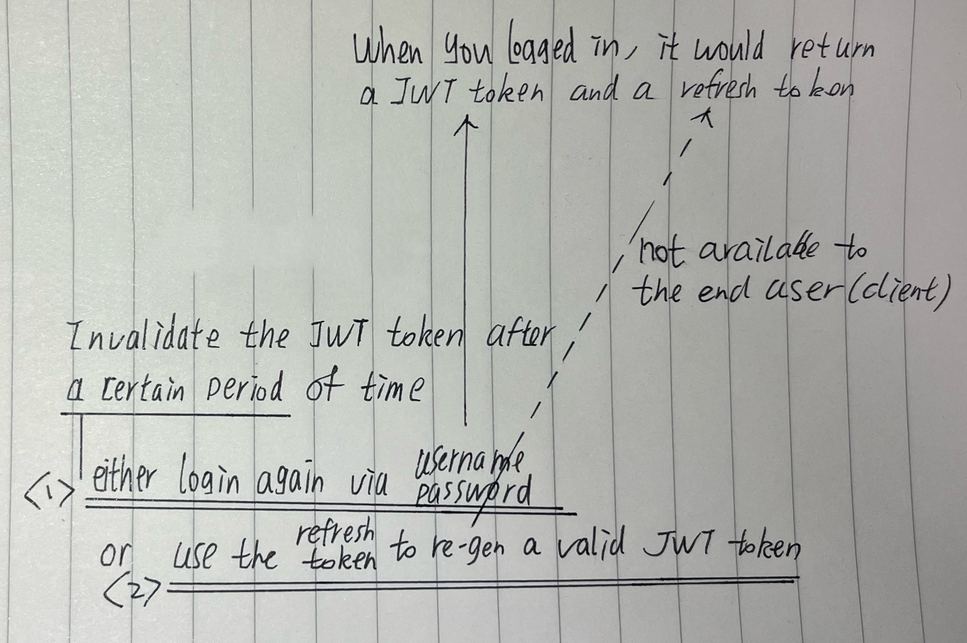 When you logged in, it would return
a JWT token and a refresh token
not available to
the end user (client)
Invalidate the JWT token after
a certain period of time
<1> either login again via username
password
or use the refresh
token to re-gen a valid JWT token
<2>